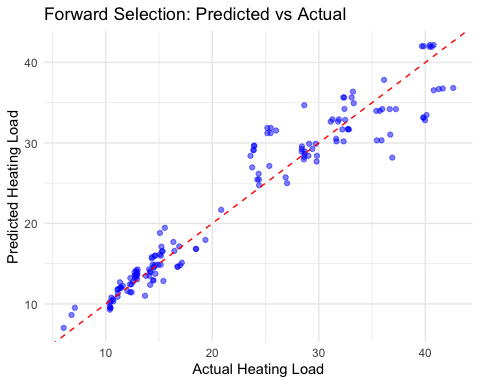 Forward Selection: Predicted vs Actual
Predicted Heating Load
40
30
20
10
10 20 30 40
Actual Heating Load